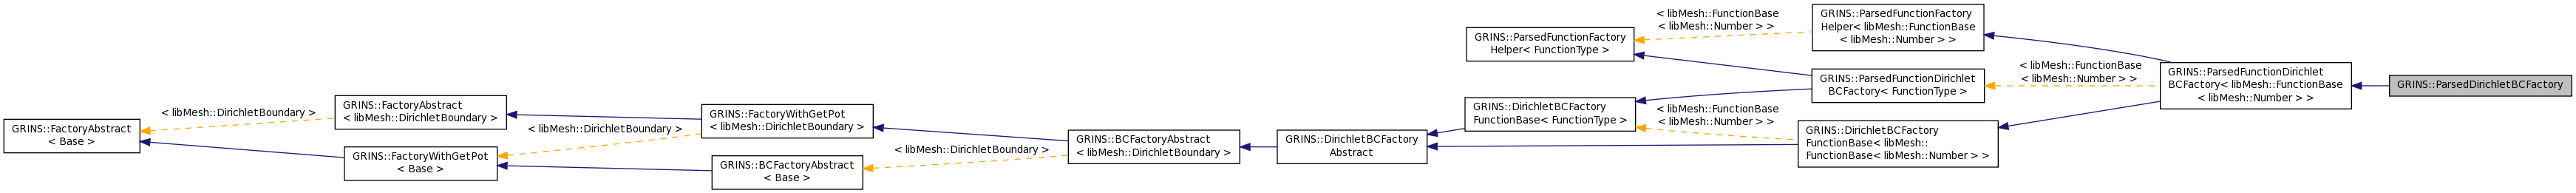 GRINS::FactoryAbstract
< Base >
< libMesh::DirichletBoundary >
GRINS::FactoryAbstract
< libMesh::DirichletBoundary >
GRINS::FactoryWithGetPot
< Base >
< libMesh::DirichletBoundary >
GRINS::FactoryWithGetPot
< libMesh::DirichletBoundary >
GRINS::BCFactoryAbstract
< Base >
< libMesh::DirichletBoundary >
GRINS::BCFactoryAbstract
< libMesh::DirichletBoundary >
GRINS::DirichletBCFactory
Abstract
GRINS::ParsedFunctionFactory
Helper< FunctionType >
GRINS::DirichletBCFactory
FunctionBase< FunctionType >
< libMesh::FunctionBase
< libMesh::Number > >
< libMesh::FunctionBase
< libMesh::Number > >
GRINS::ParsedFunctionFactory
Helper< libMesh::FunctionBase
< libMesh::Number > >
GRINS::ParsedFunctionDirichlet
BCFactory< FunctionType >
GRINS::DirichletBCFactory
FunctionBase< libMesh::
FunctionBase< libMesh::Number > >
< libMesh::FunctionBase
< libMesh::Number > >
GRINS::ParsedFunctionDirichlet
BCFactory< libMesh::FunctionBase
< libMesh::Number > >
GRINS::ParsedDirichletBCFactory